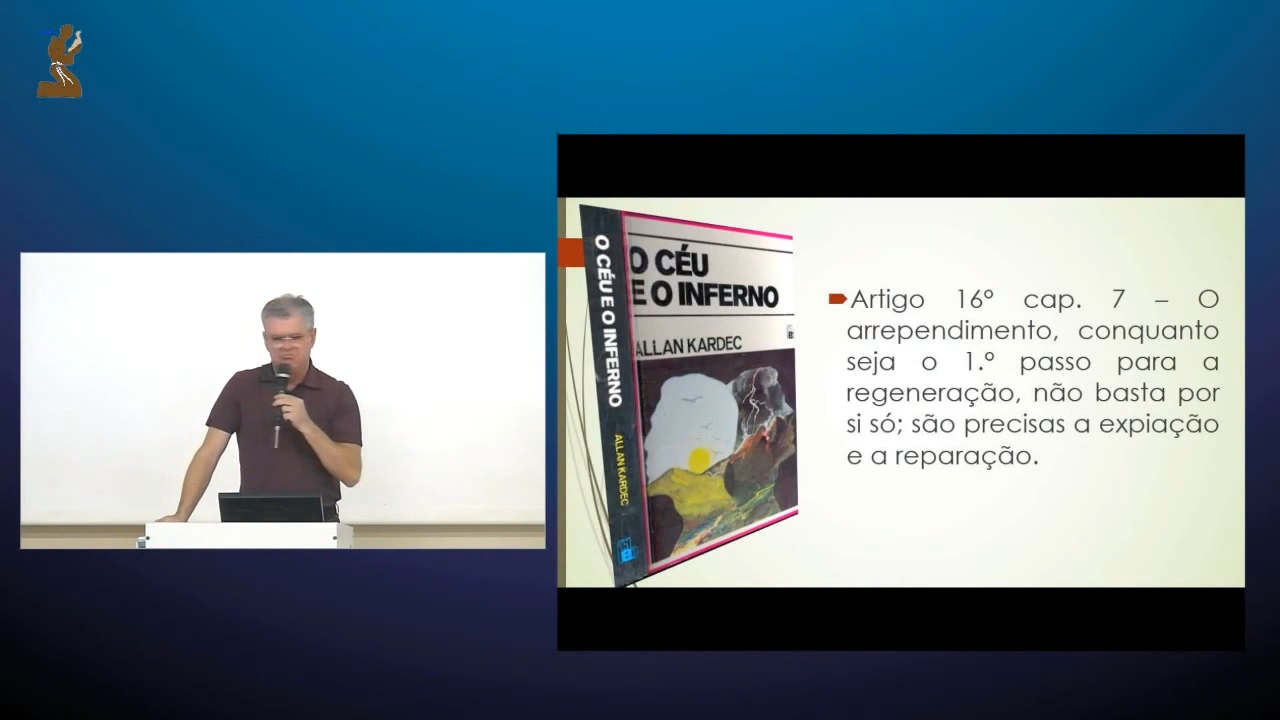 O CÉU E O INFERNO
ALLAN KARDEC
O CÉU
E O INFERNO
ALLAN KARDEC
Artigo 16º cap. 7 – O
arrependimento, conquanto
seja o 1.º passo para a
regeneração, não basta por
si só; são precisas a expiação
e a reparação.